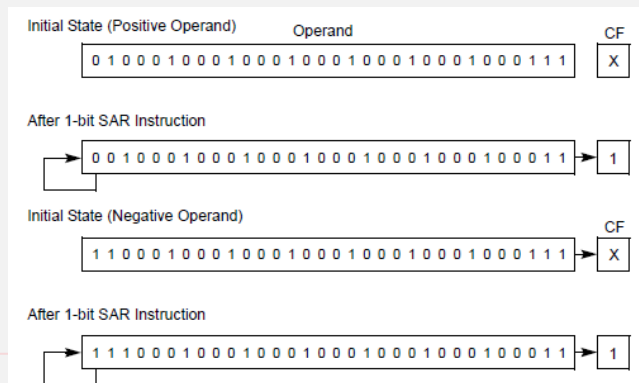 Initial State (Positive Operand) Operand CF
0 1 0 0 0 1 0 0 0 1 0 0 0 1 0 0 0 1 0 0 0 1 0 0 0 1 0 0 0 1 1 1 X
After 1-bit SAR Instruction
0 0 1 0 0 0 1 0 0 0 1 0 0 0 1 0 0 0 1 0 0 0 1 0 0 0 1 0 0 0 1 1 1
Initial State (Negative Operand) CF
1 1 0 0 0 1 0 0 0 1 0 0 0 1 0 0 0 1 0 0 0 1 0 0 0 1 0 0 0 1 1 1 X
After 1-bit SAR Instruction
1 1 1 0 0 0 1 0 0 0 1 0 0 0 1 0 0 0 1 0 0 0 1 0 0 0 1 0 0 0 1 1 1